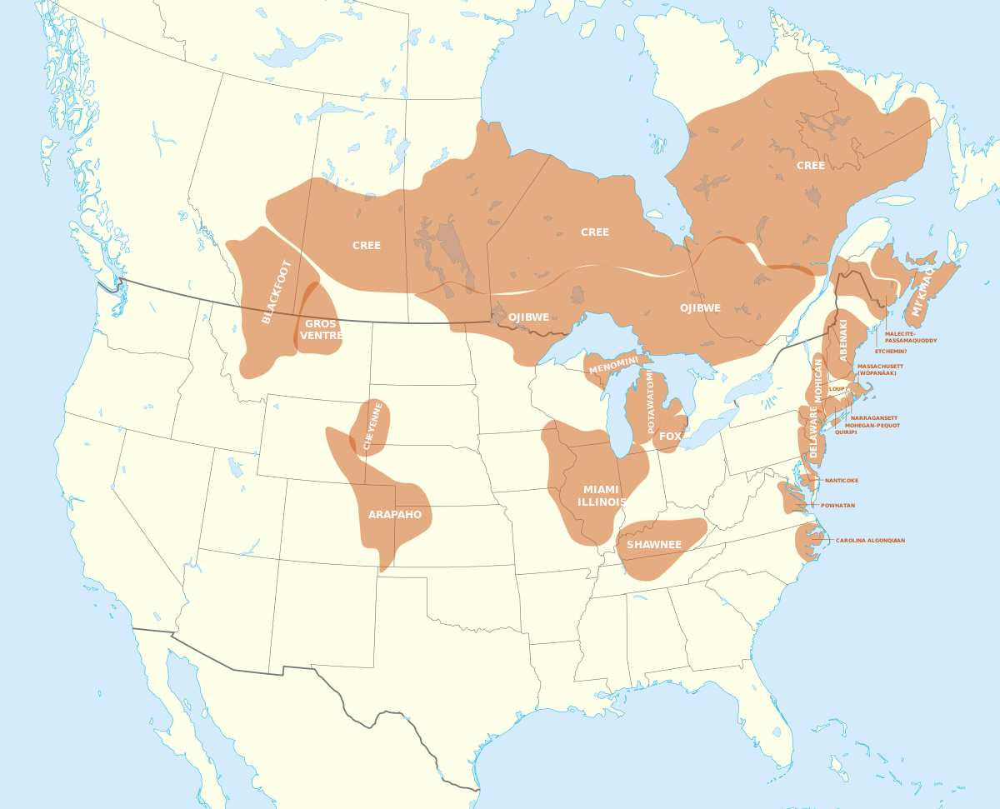 CREE
CREE
CREE
BLACKFOOT
GROS
VENTRE
OJIBWE
OJIBWE
MI'KMAQ
MALECITE-
PASSAMAQUODDY
ETCHEMIN?
ABENAKI
MENOMINI
MASSACHUSETT
(WÔPANÂAK)
MOHICAN
LOUP?
POTAWATOMI
CHEYENNE
NARRAGANSETT
MOHEGAN-PEQUOT
QUIRIPI
FOX
DELAWARE
NANTICOKE
MIAMI
ILLINOIS
POWHATAN
ARAPAHO
SHAWNEE
CAROLINA ALGONQUIAN